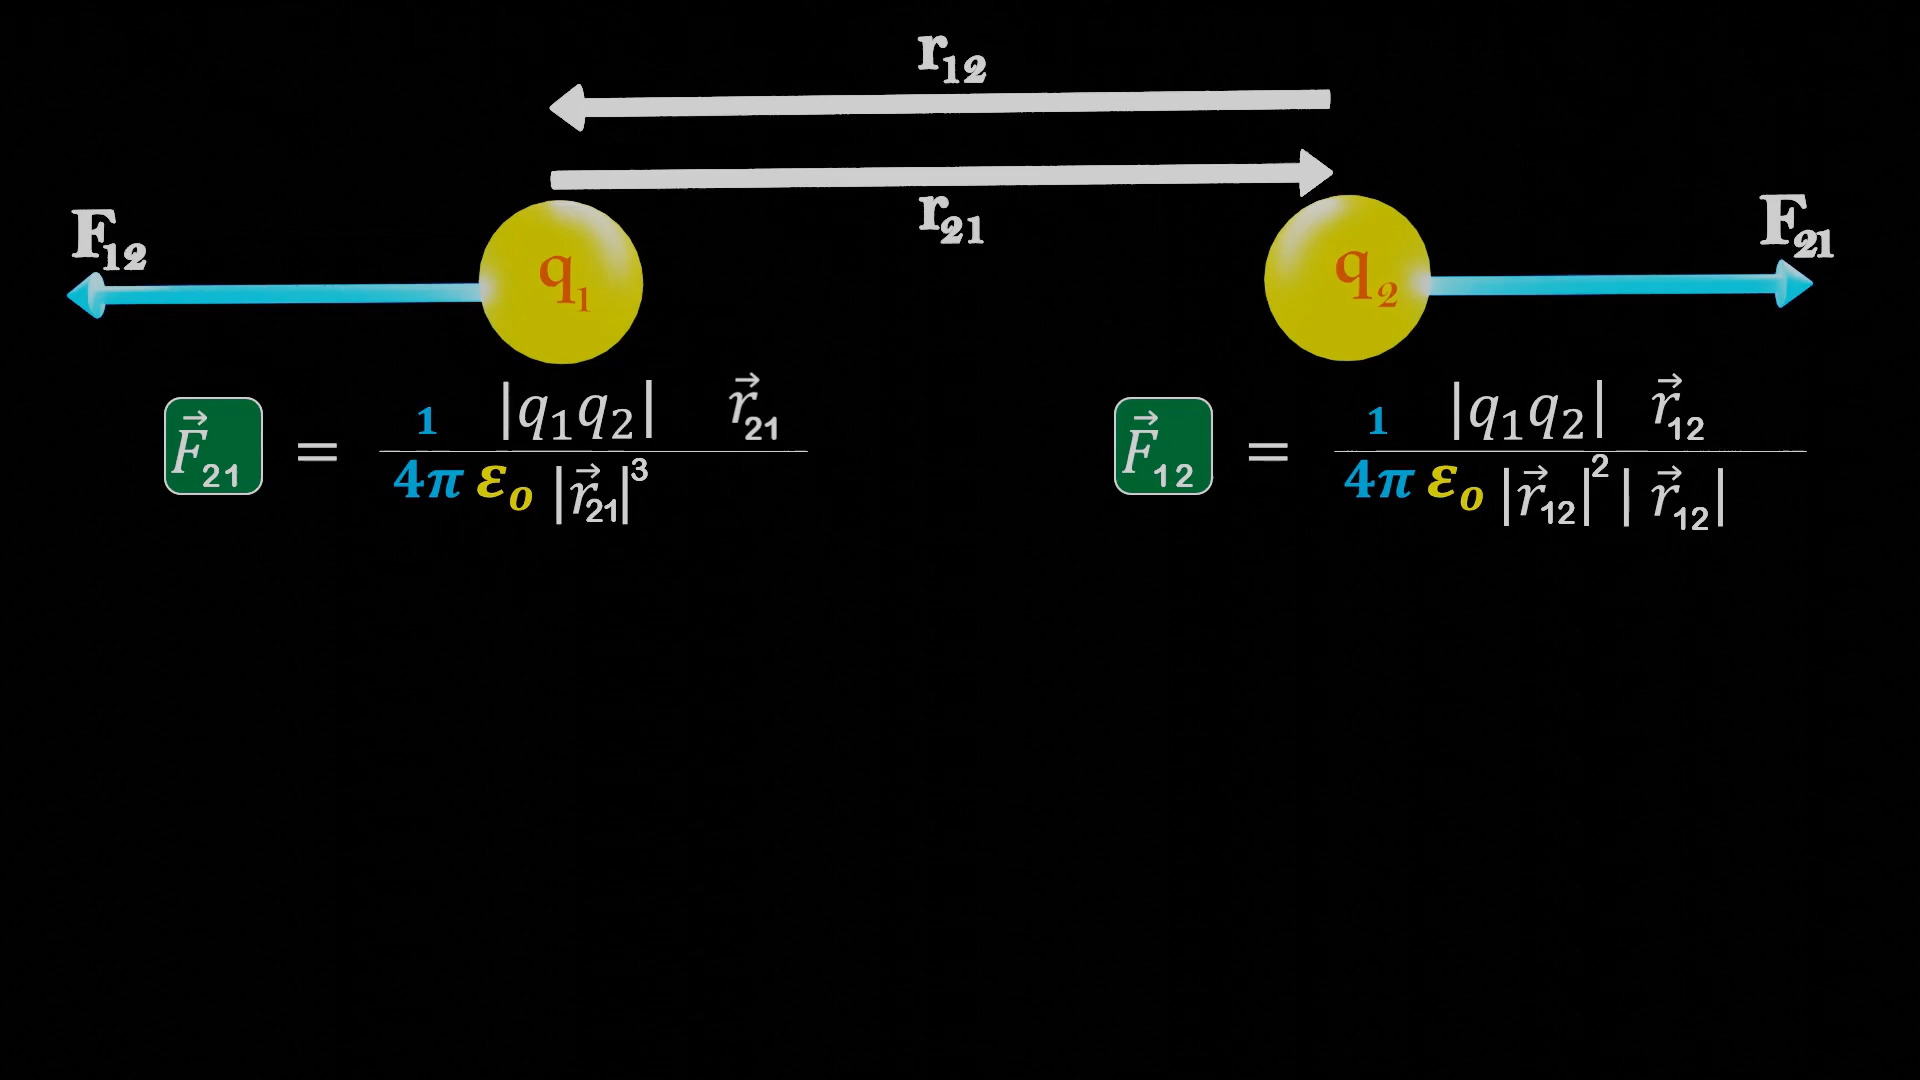 r₁₂
r₂₁
F₁₂
F₂₁
q₁
q₂
F⃗₂₁ = 1 |q₁q₂| r⃗₂₁
4π ε₀ |r⃗₂₁|³
F⃗₁₂ = 1 |q₁q₂| r⃗₁₂
4π ε₀ |r⃗₁₂|² | r⃗₁₂|